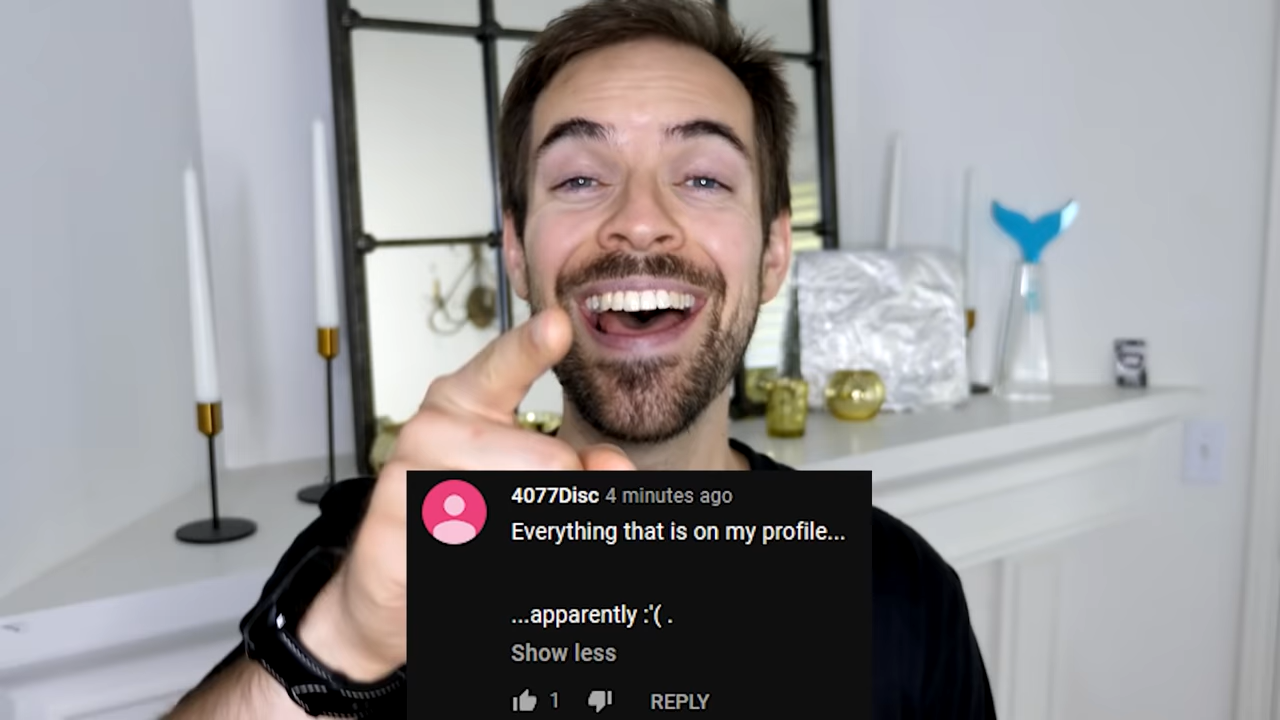 4077Disc 4 minutes ago
Everything that is on my profile...
...apparently :'( .
Show less
1
REPLY